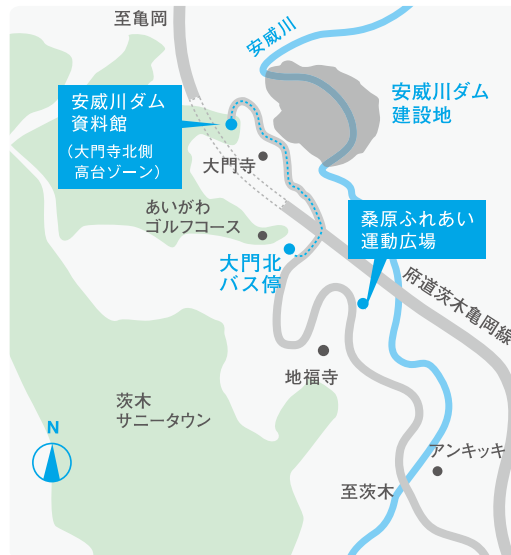 至亀岡
安威川
安威川ダム
資料館
（大門寺北側
高台ゾーン）
安威川ダム
建設地
大門寺
あいがわ
ゴルフコース
桑原ふれあい
運動広場
大門北
バス停
府道茨木亀岡線
地福寺
茨木
サニータウン
N
アンキッキ
至茨木